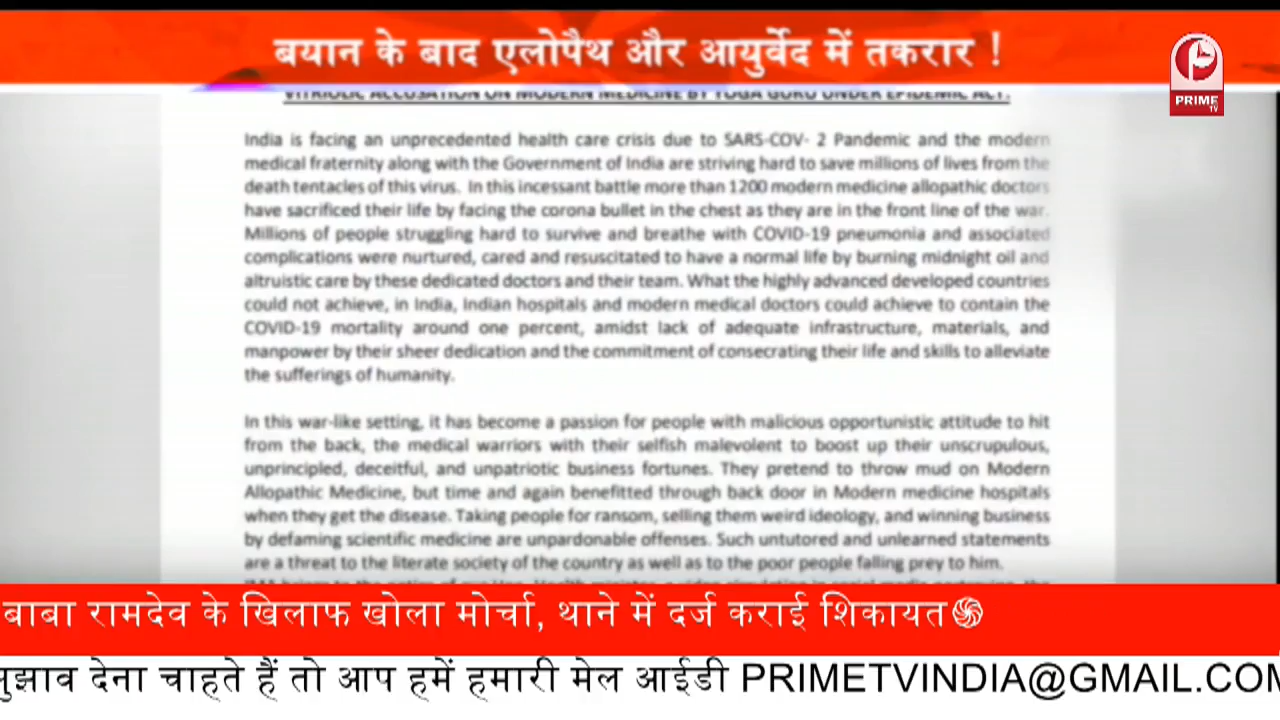 बयान के बाद एलोपैथ और आयुर्वेद में तकरार !
PRIME
TV
VITRIOLIC ACCUSATION ON MODERN MEDICINE BY YOGA GURU UNDER EPIDEMIC ACT.
India is facing an unprecedented health care crisis due to SARS-COV- 2 Pandemic and the modern
medical fraternity along with the Government of India are striving hard to save millions of lives from the
death tentacles of this virus. In this incessant battle more than 1200 modern medicine allopathic doctors
have sacrificed their life by facing the corona bullet in the chest as they are in the front line of the war.
Millions of people struggling hard to survive and breathe with COVID-19 pneumonia and associated
complications were nurtured, cared and resuscitated to have a normal life by burning midnight oil and
altruistic care by these dedicated doctors and their team. What the highly advanced developed countries
could not achieve, in India, Indian hospitals and modern medical doctors could achieve to contain the
COVID-19 mortality around one percent, amidst lack of adequate infrastructure, materials, and
manpower by their sheer dedication and the commitment of consecrating their life and skills to alleviate
the sufferings of humanity.
In this war-like setting, it has become a passion for people with malicious opportunistic attitude to hit
from the back, the medical warriors with their selfish malevolent to boost up their unscrupulous,
unprincipled, deceitful, and unpatriotic business fortunes. They pretend to throw mud on Modern
Allopathic Medicine, but time and again benefitted through back door in Modern medicine hospitals
when they get the disease. Taking people for ransom, selling them weird ideology, and winning business
by defaming scientific medicine are unpardonable offenses. Such untutored and unlearned statements
are a threat to the literate society of the country as well as to the poor people falling prey to him.
बाबा रामदेव के खिलाफ खोला मोर्चा, थाने में दर्ज कराई शिकायत
सुझाव देना चाहते हैं तो आप हमें हमारी मेल आईडी PRIMETVINDIA@GMAIL.COM